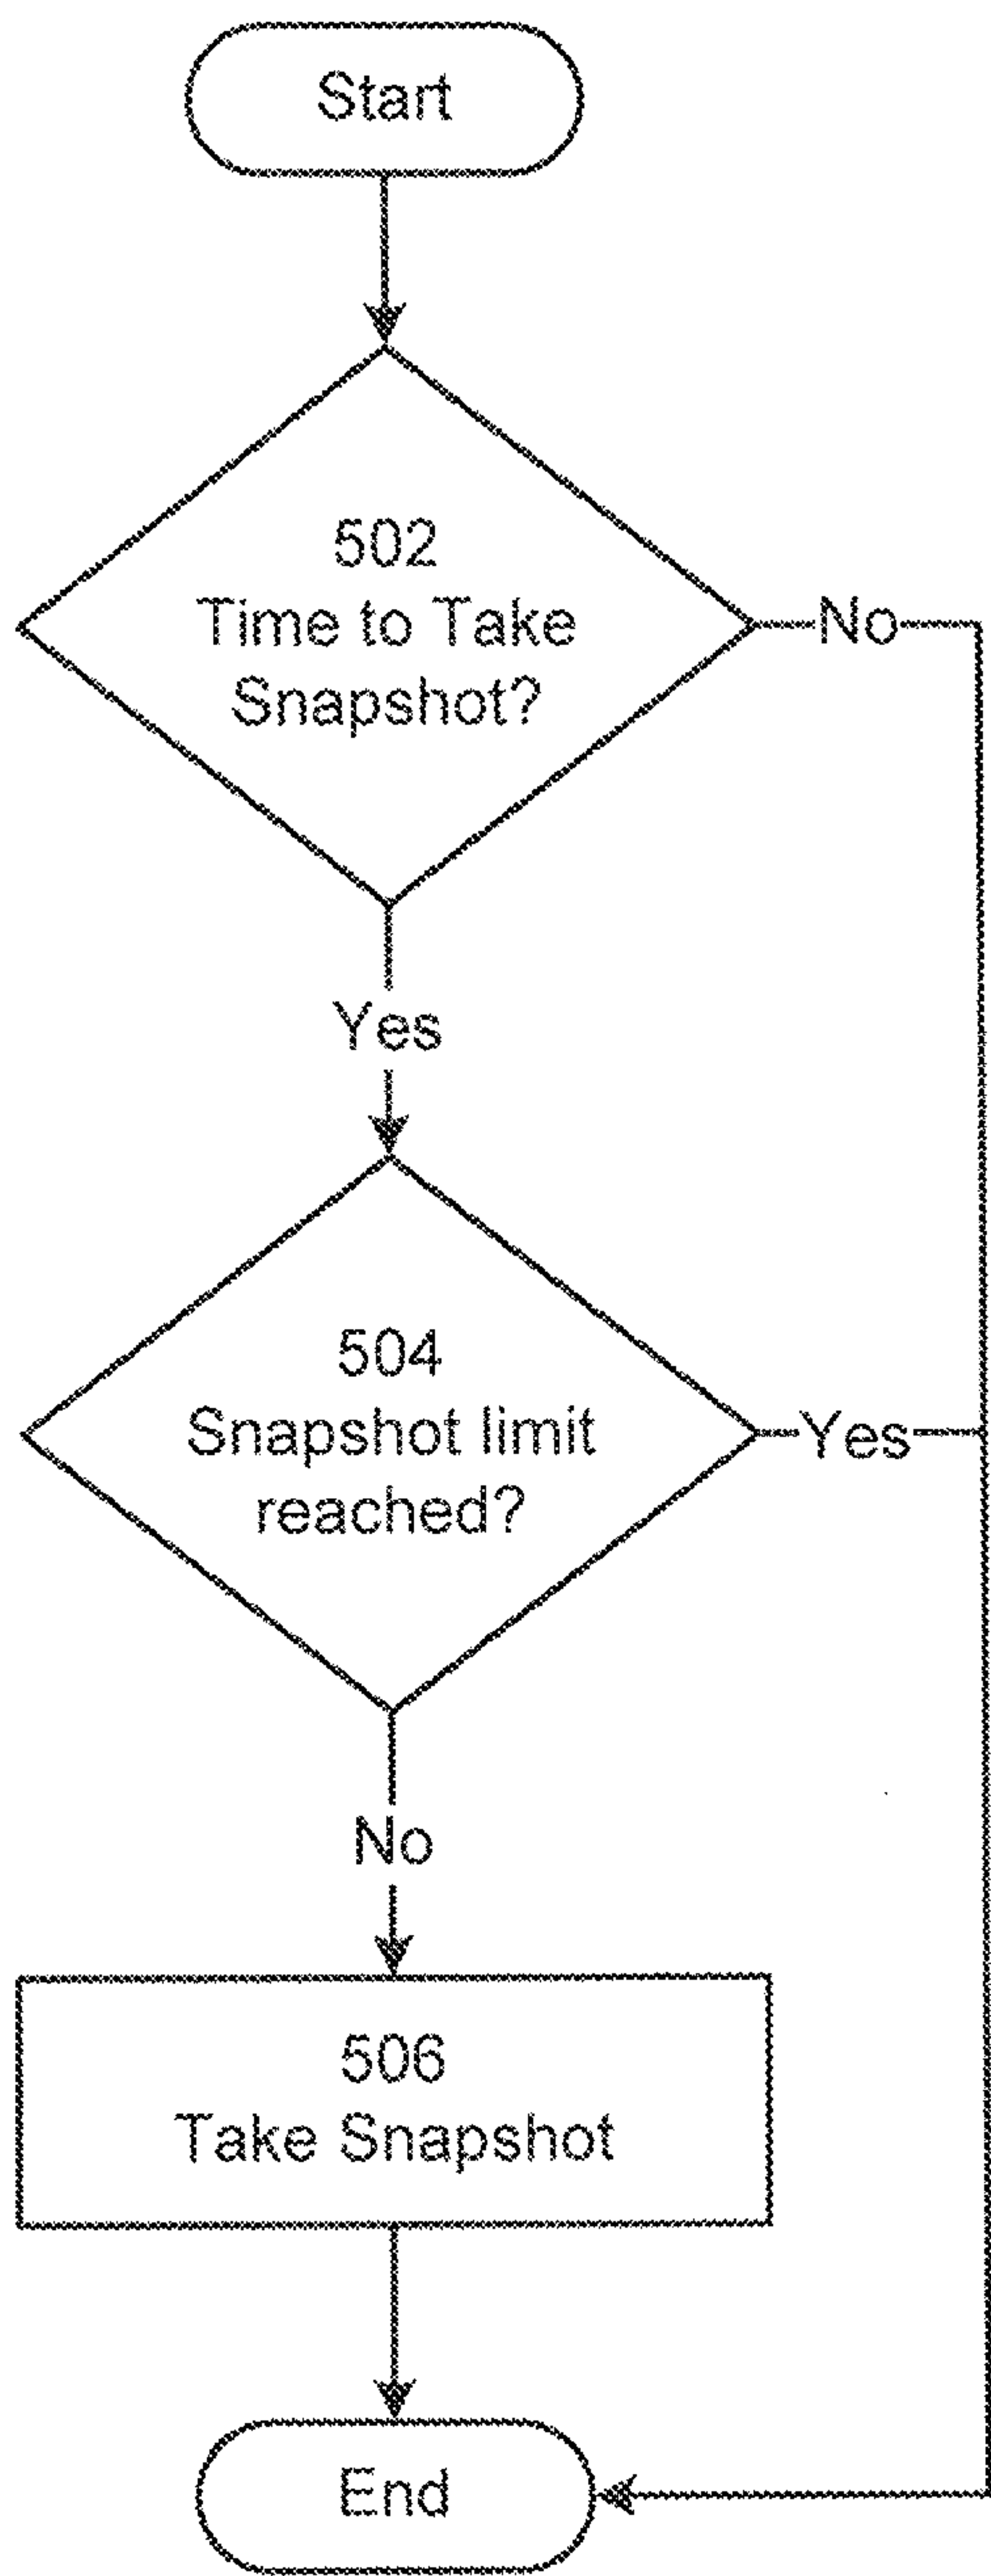 Start
502
Time to Take
Snapshot?
No
Yes
504
Snapshot limit
reached?
Yes
No
506
Take Snapshot
End